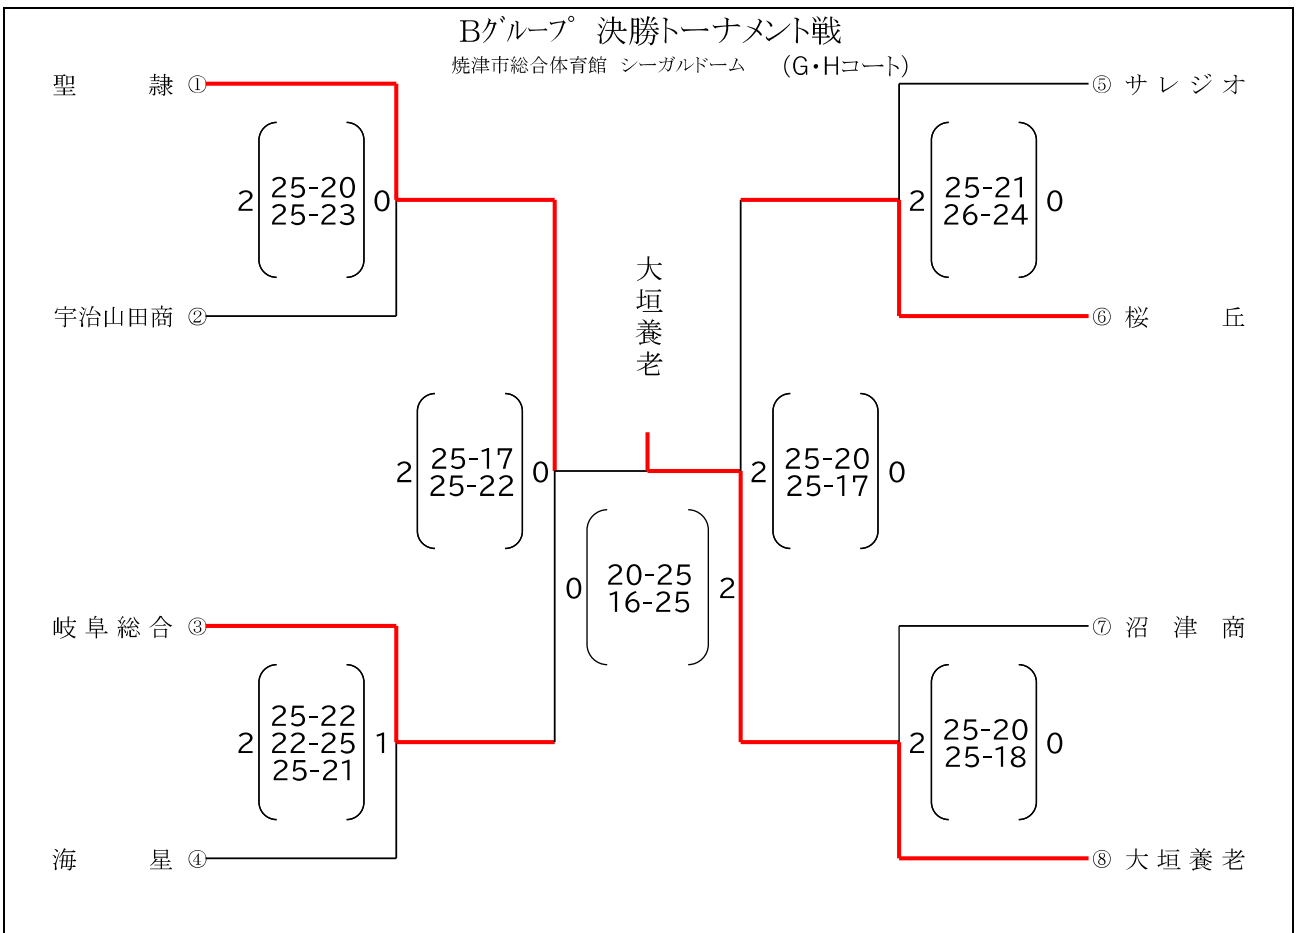 Bｸﾞﾙｰﾌﾟ 決勝トーナメント戦
焼津市総合体育館 シーガルドーム (G・Hコート)
聖隷 ①
⑤ サレジオ
2 25-20 0
25-23
2 25-21 0
26-24
宇治山田商 ②
⑥ 桜丘
大垣養老
2 25-17 0
25-22
2 25-20 0
25-17
0 20-25 2
16-25
岐阜総合 ③
⑦ 沼津商
25-22
2 22-25 1
25-21
2 25-20 0
25-18
海星 ④
⑧ 大垣養老